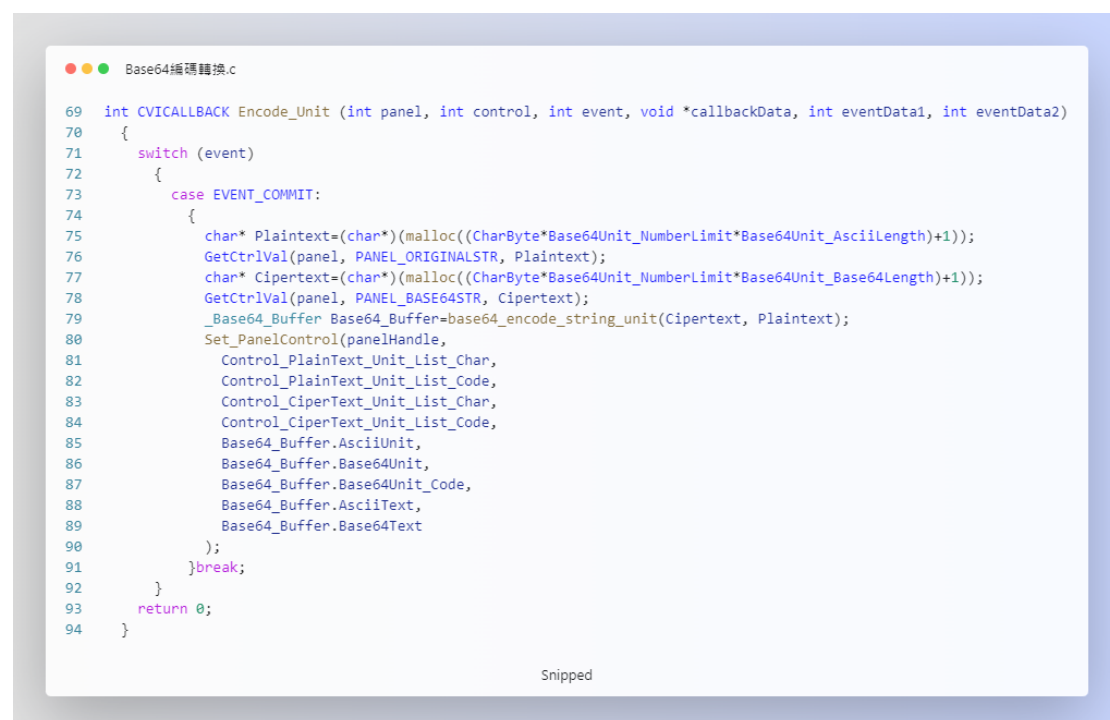 Base64編碼轉換.c
69 int CVICALLBACK Encode_Unit (int panel, int control, int event, void *callbackData, int eventData1, int eventData2)
70 {
71 switch (event)
72 {
73 case EVENT_COMMIT:
74 {
75 char* Plaintext=(char*)(malloc((CharByte*Base64Unit_NumberLimit*Base64Unit_AsciiLength)+1));
76 GetCtrlVal(panel, PANEL_ORIGINALSTR, Plaintext);
77 char* Cipertext=(char*)(malloc((CharByte*Base64Unit_NumberLimit*Base64Unit_Base64Length)+1));
78 GetCtrlVal(panel, PANEL_BASE64STR, Cipertext);
79 _Base64_Buffer Base64_Buffer=base64_encode_string_unit(Cipertext, Plaintext);
80 Set_PanelControl(panelHandle,
81 Control_PlainText_Unit_List_Char,
82 Control_PlainText_Unit_List_Code,
83 Control_CiperText_Unit_List_Char,
84 Control_CiperText_Unit_List_Code,
85 Base64_Buffer.AsciiUnit,
86 Base64_Buffer.Base64Unit,
87 Base64_Buffer.Base64Unit_Code,
88 Base64_Buffer.AsciiText,
89 Base64_Buffer.Base64Text
90 );
91 }break;
92 }
93 return 0;
94 }
Snipped